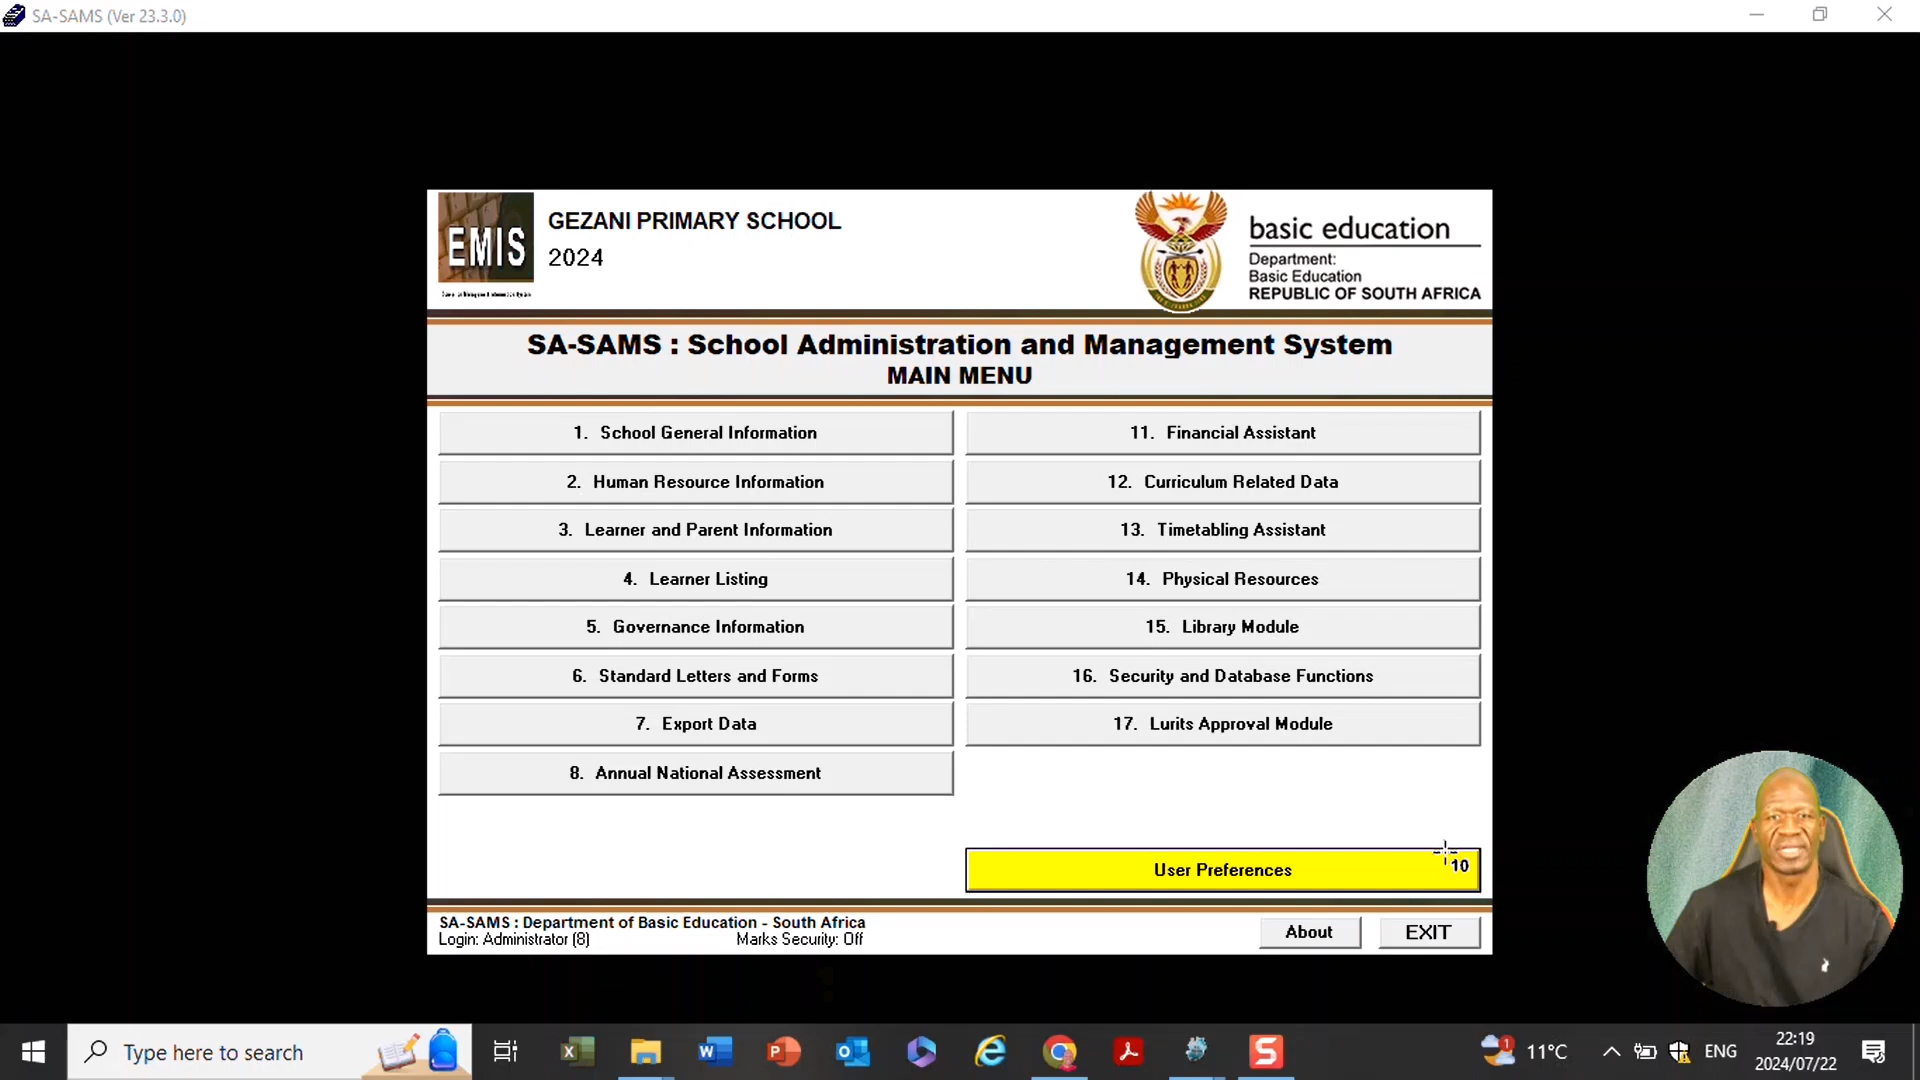 SA-SAMS (Ver 23.3.0)
EMIS
GEZANI PRIMARY SCHOOL
2024
basic education
Department:
Basic Education
REPUBLIC OF SOUTH AFRICA
SA-SAMS : School Administration and Management System
MAIN MENU
1. School General Information
2. Human Resource Information
3. Learner and Parent Information
4. Learner Listing
5. Governance Information
6. Standard Letters and Forms
7. Export Data
8. Annual National Assessment
11. Financial Assistant
12. Curriculum Related Data
13. Timetabling Assistant
14. Physical Resources
15. Library Module
16. Security and Database Functions
17. Lurits Approval Module
User Preferences
10
SA-SAMS : Department of Basic Education - South Africa
Login: Administrator (8)
Marks Security: Off
About
EXIT
Type here to search
1
11°C
ENG
22:19
2024/07/22